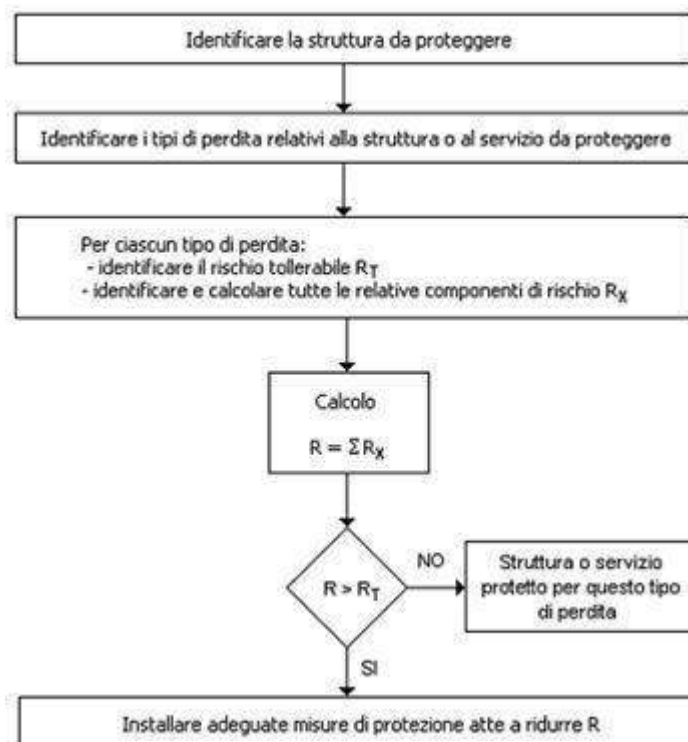 Identificare la struttura da proteggere
Identificare i tipi di perdita relativi alla struttura o al servizio da proteggere
Per ciascun tipo di perdita:
- identificare il rischio tollerabile RT
- identificare e calcolare tutte le relative componenti di rischio RX
Calcolo
R = ΣRX
R > RT
NO
Struttura o servizio
protetto per questo tipo
di perdita
SI
Installare adeguate misure di protezione atte a ridurre R